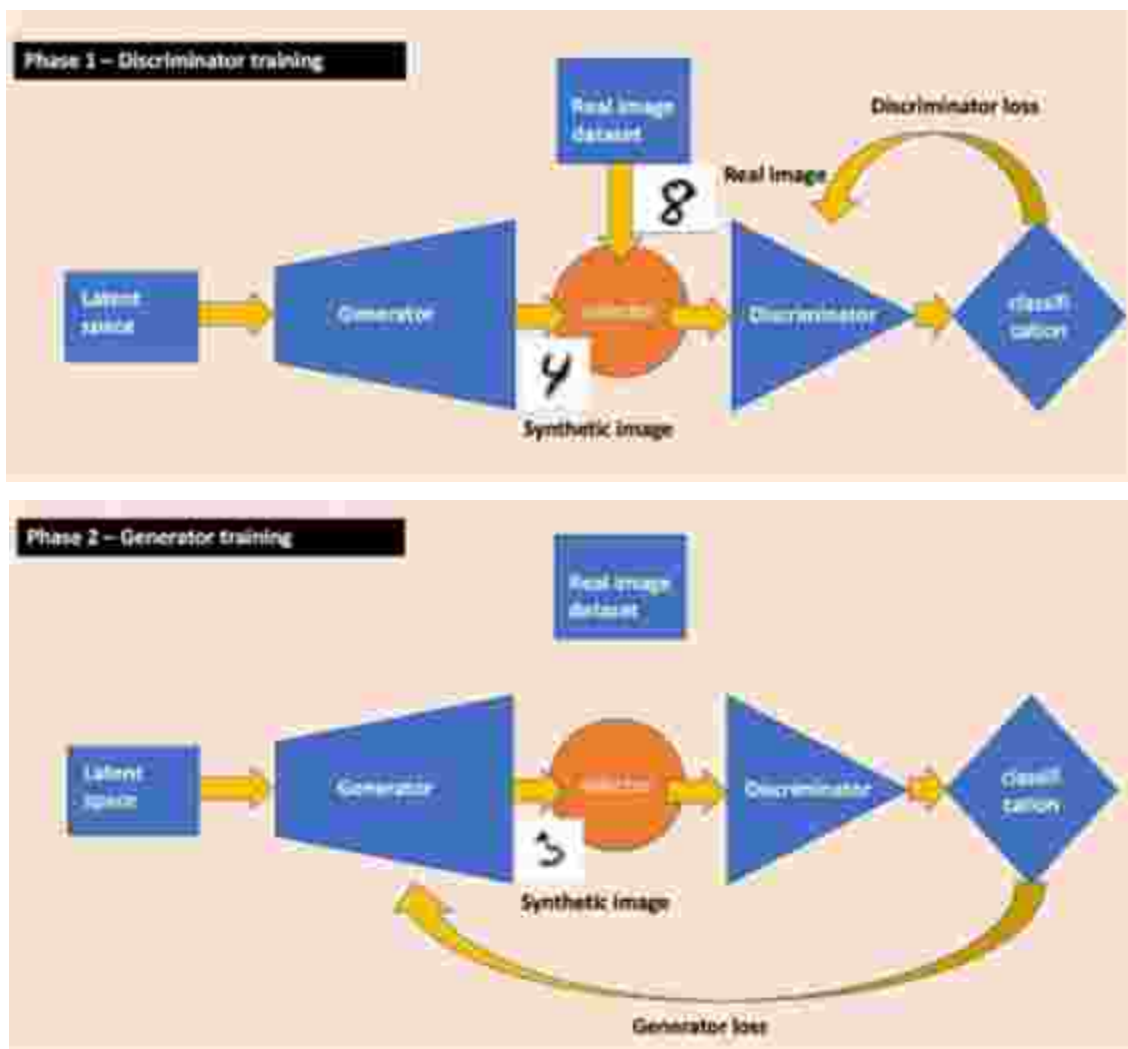 Phase 1 – Discriminator training
Real image
dataset
Discriminator loss
Real image
8
Latent
space
Generator
Discriminator
classifi
cation
4
Synthetic image
Phase 2 – Generator training
Real image
dataset
Latent
space
Generator
Discriminator
classifi
cation
3
Synthetic image
Generator loss